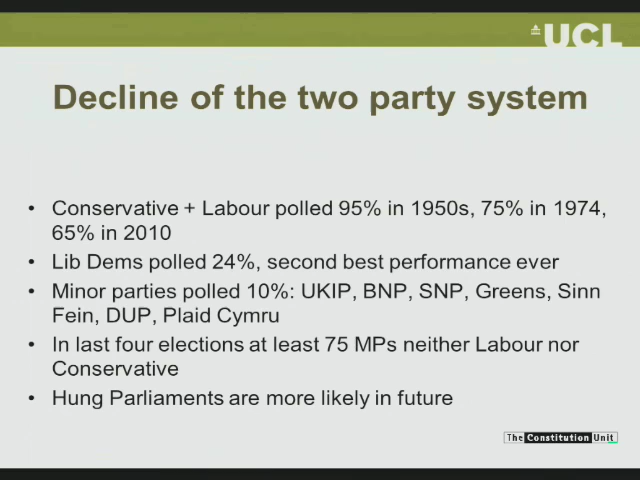 UCL
Decline of the two party system
• Conservative + Labour polled 95% in 1950s, 75% in 1974,
65% in 2010
• Lib Dems polled 24%, second best performance ever
• Minor parties polled 10%: UKIP, BNP, SNP, Greens, Sinn
Fein, DUP, Plaid Cymru
• In last four elections at least 75 MPs neither Labour nor
Conservative
• Hung Parliaments are more likely in future
The Constitution Unit